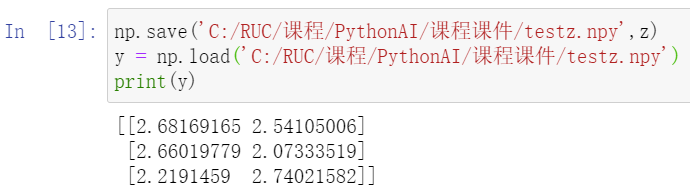 In [13]: np.save('C:/RUC/课程/PythonAI/课程课件/testz.npy',z)
y = np.load('C:/RUC/课程/PythonAI/课程课件/testz.npy')
print(y)
[[2.68169165 2.54105006]
 [2.66019779 2.07333519]
 [2.2191459  2.74021582]]